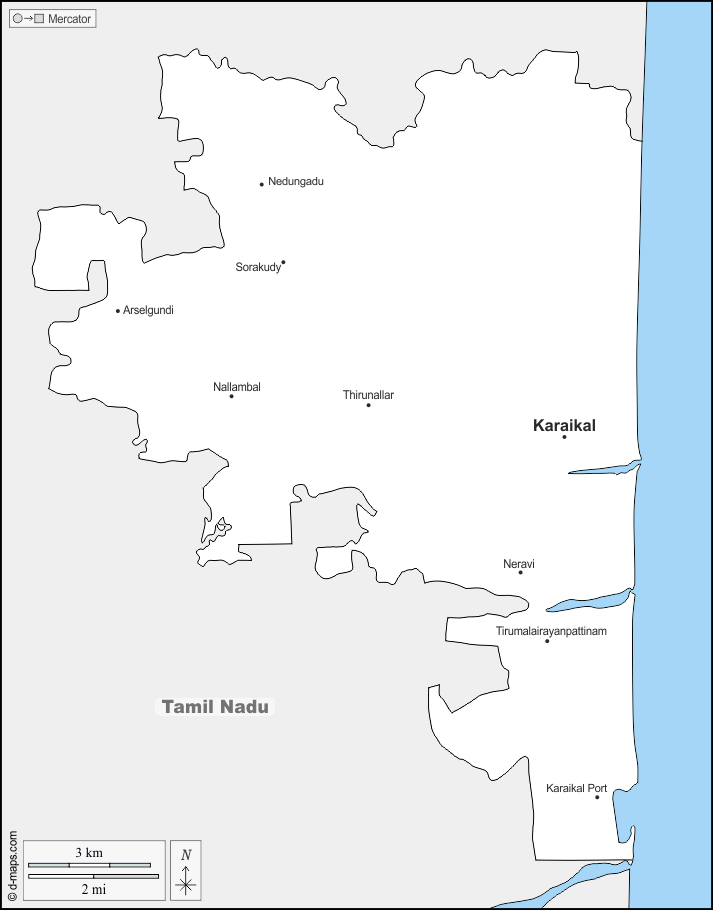 Mercator
Nedungadu
Sorakudy
Arselgundi
Nallambal
Thirunallar
Karaikal
Neravi
Tirumalairayanpattinam
Tamil Nadu
Karaikal Port
3 km
2 mi
N
© d-maps.com